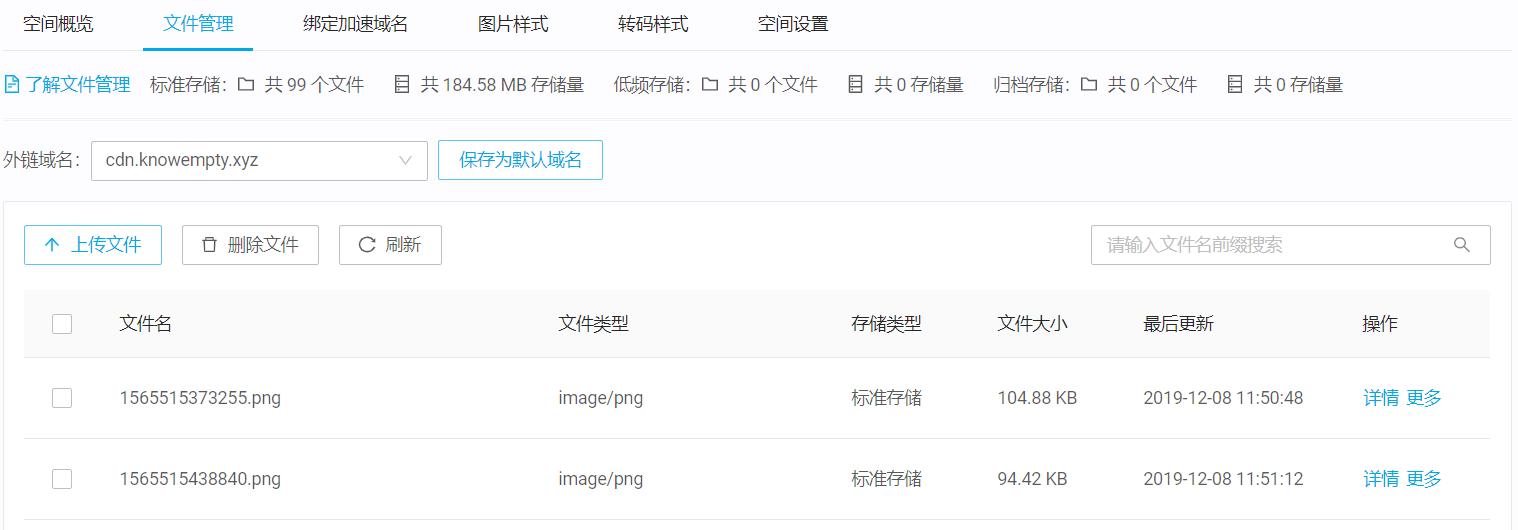 空间概览 文件管理 绑定加速域名 图片样式 转码样式 空间设置
了解文件管理 标准存储: 共 99 个文件 共 184.58 MB 存储量 低频存储: 共 0 个文件 共 0 存储量 归档存储: 共 0 个文件 共 0 存储量
外链域名: cdn.knowempty.xyz 保存为默认域名
上传文件 删除文件 刷新 请输入文件名前缀搜索
文件名 文件类型 存储类型 文件大小 最后更新 操作
1565515373255.png image/png 标准存储 104.88 KB 2019-12-08 11:50:48 详情 更多
1565515438840.png image/png 标准存储 94.42 KB 2019-12-08 11:51:12 详情 更多